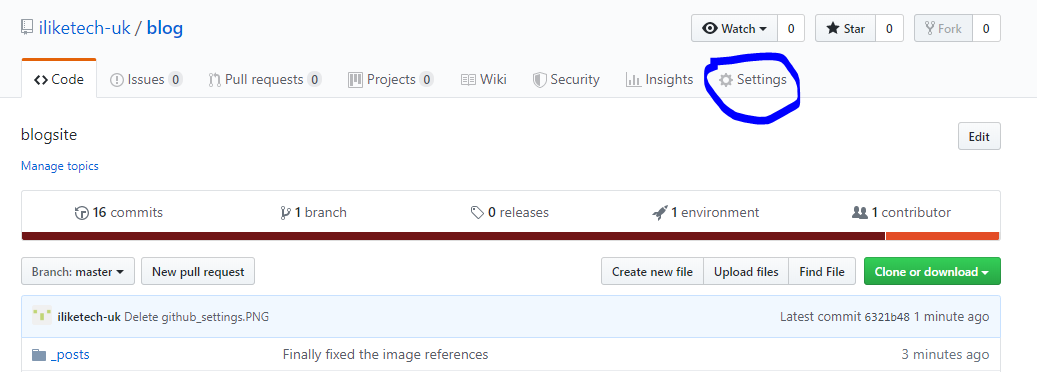 iliketech-uk / blog Watch 0 Star 0 Fork 0
Code Issues 0 Pull requests 0 Projects 0 Wiki Security Insights Settings
blogsite Edit
Manage topics
16 commits 1 branch 0 releases 1 environment 1 contributor
Branch: master New pull request Create new file Upload files Find File Clone or download
iliketech-uk Delete github_settings.PNG Latest commit 6321b48 1 minute ago
_posts Finally fixed the image references 3 minutes ago